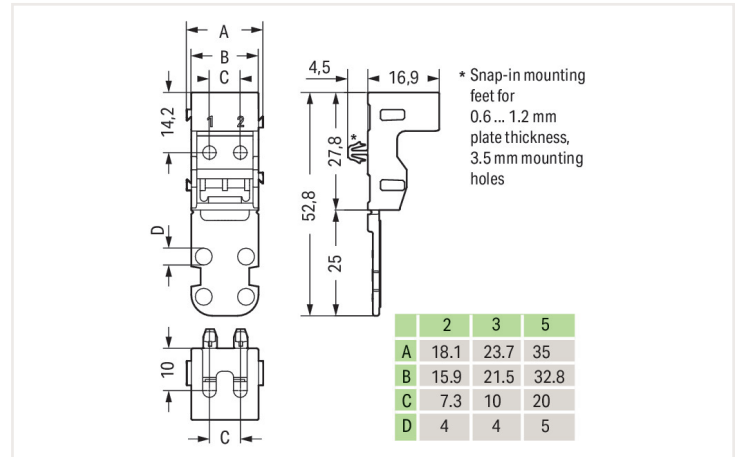 A
B
C
4,5
16,9
* Snap-in mounting
feet for
0.6 ... 1.2 mm
plate thickness,
3.5 mm mounting
holes
14,2
1 2
*
27,8
52,8
D
25
2 3 5
A 18.1 23.7 35
B 15.9 21.5 32.8
C 7.3 10 20
D 4 4 5
10
C